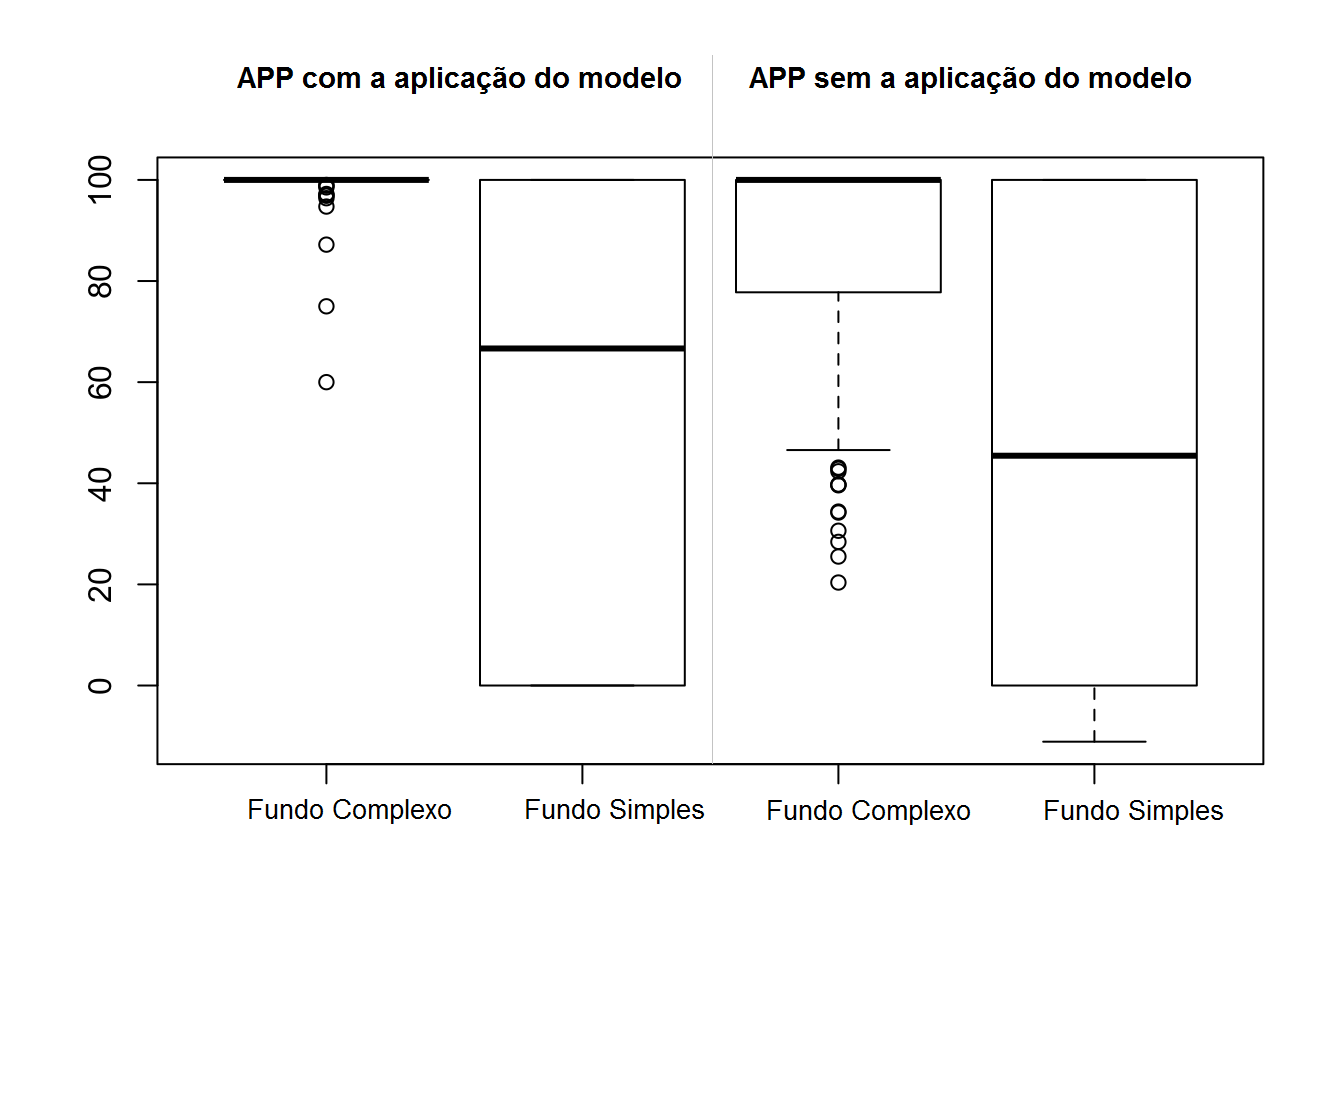 APP com a aplicação do modelo
APP sem a aplicação do modelo
100
80
60
40
20
0
Fundo Complexo
Fundo Simples
Fundo Complexo
Fundo Simples